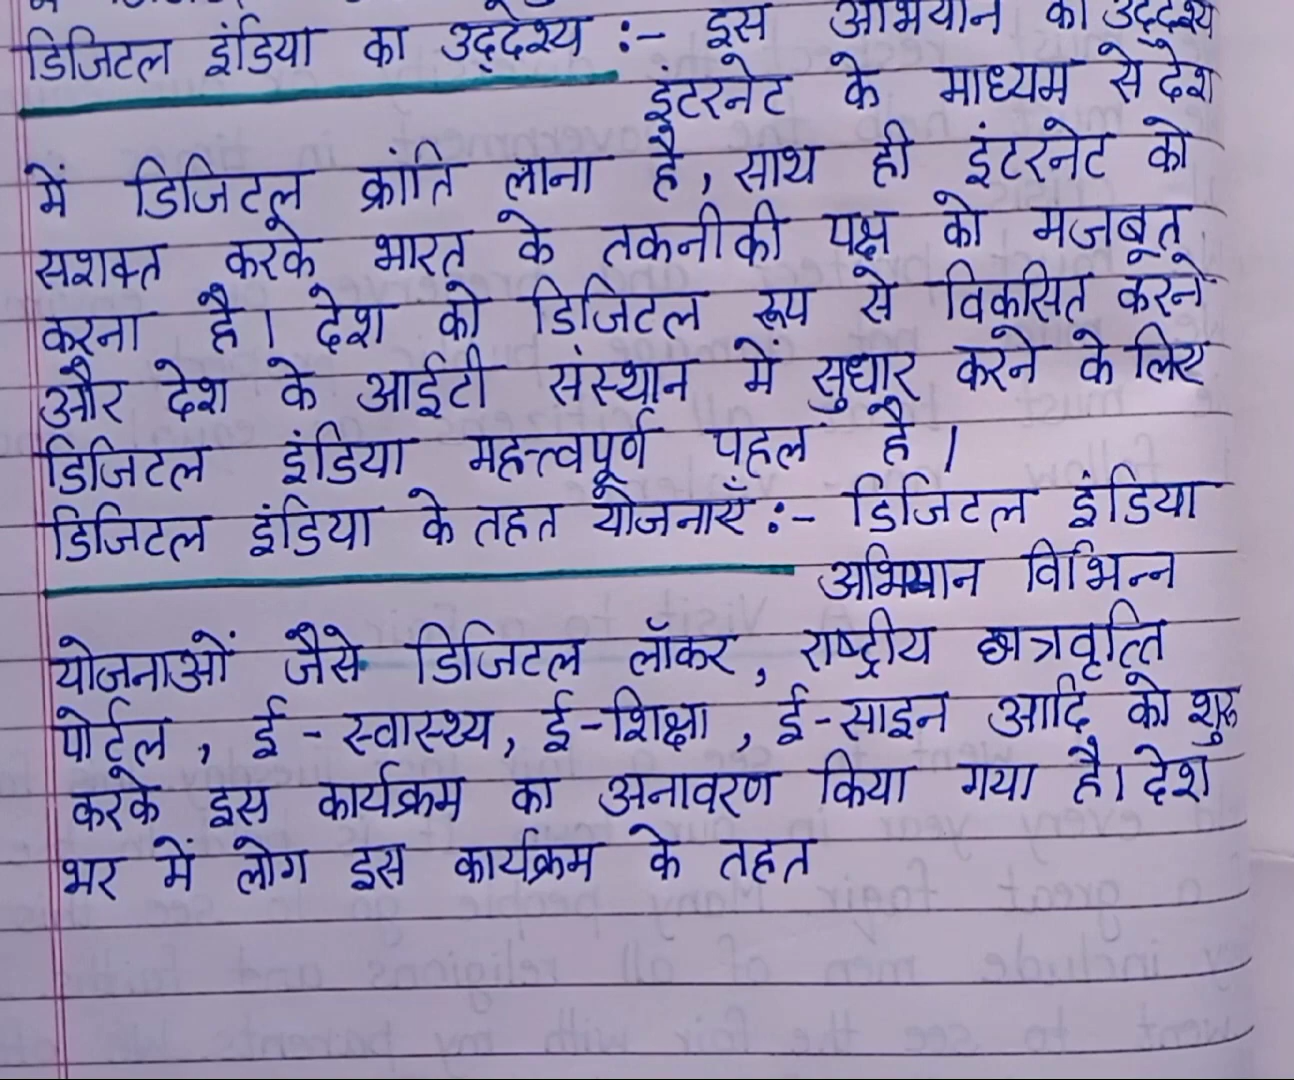 डिजिटल इंडिया का उद्देश्य :- इस अभियान का उद्देश्य
इंटरनेट के माध्यम से देश
में डिजिटल क्रांति लाना है, साथ ही इंटरनेट को
सशक्त करके भारत के तकनीकी पक्ष को मजबूत
करना है। देश को डिजिटल रूप से विकसित करने
और देश के आईटी संस्थान में सुधार करने के लिए
डिजिटल इंडिया महत्त्वपूर्ण पहल है।
डिजिटल इंडिया के तहत योजनाएँ :- डिजिटल इंडिया
अभियान विभिन्न
योजनाओं जैसे डिजिटल लॉकर, राष्ट्रीय छात्रवृत्ति
पोर्टल, ई-स्वास्थ्य, ई-शिक्षा, ई-साइन आदि को शुरू
करके इस कार्यक्रम का अनावरण किया गया है। देश
भर में लोग इस कार्यक्रम के तहत